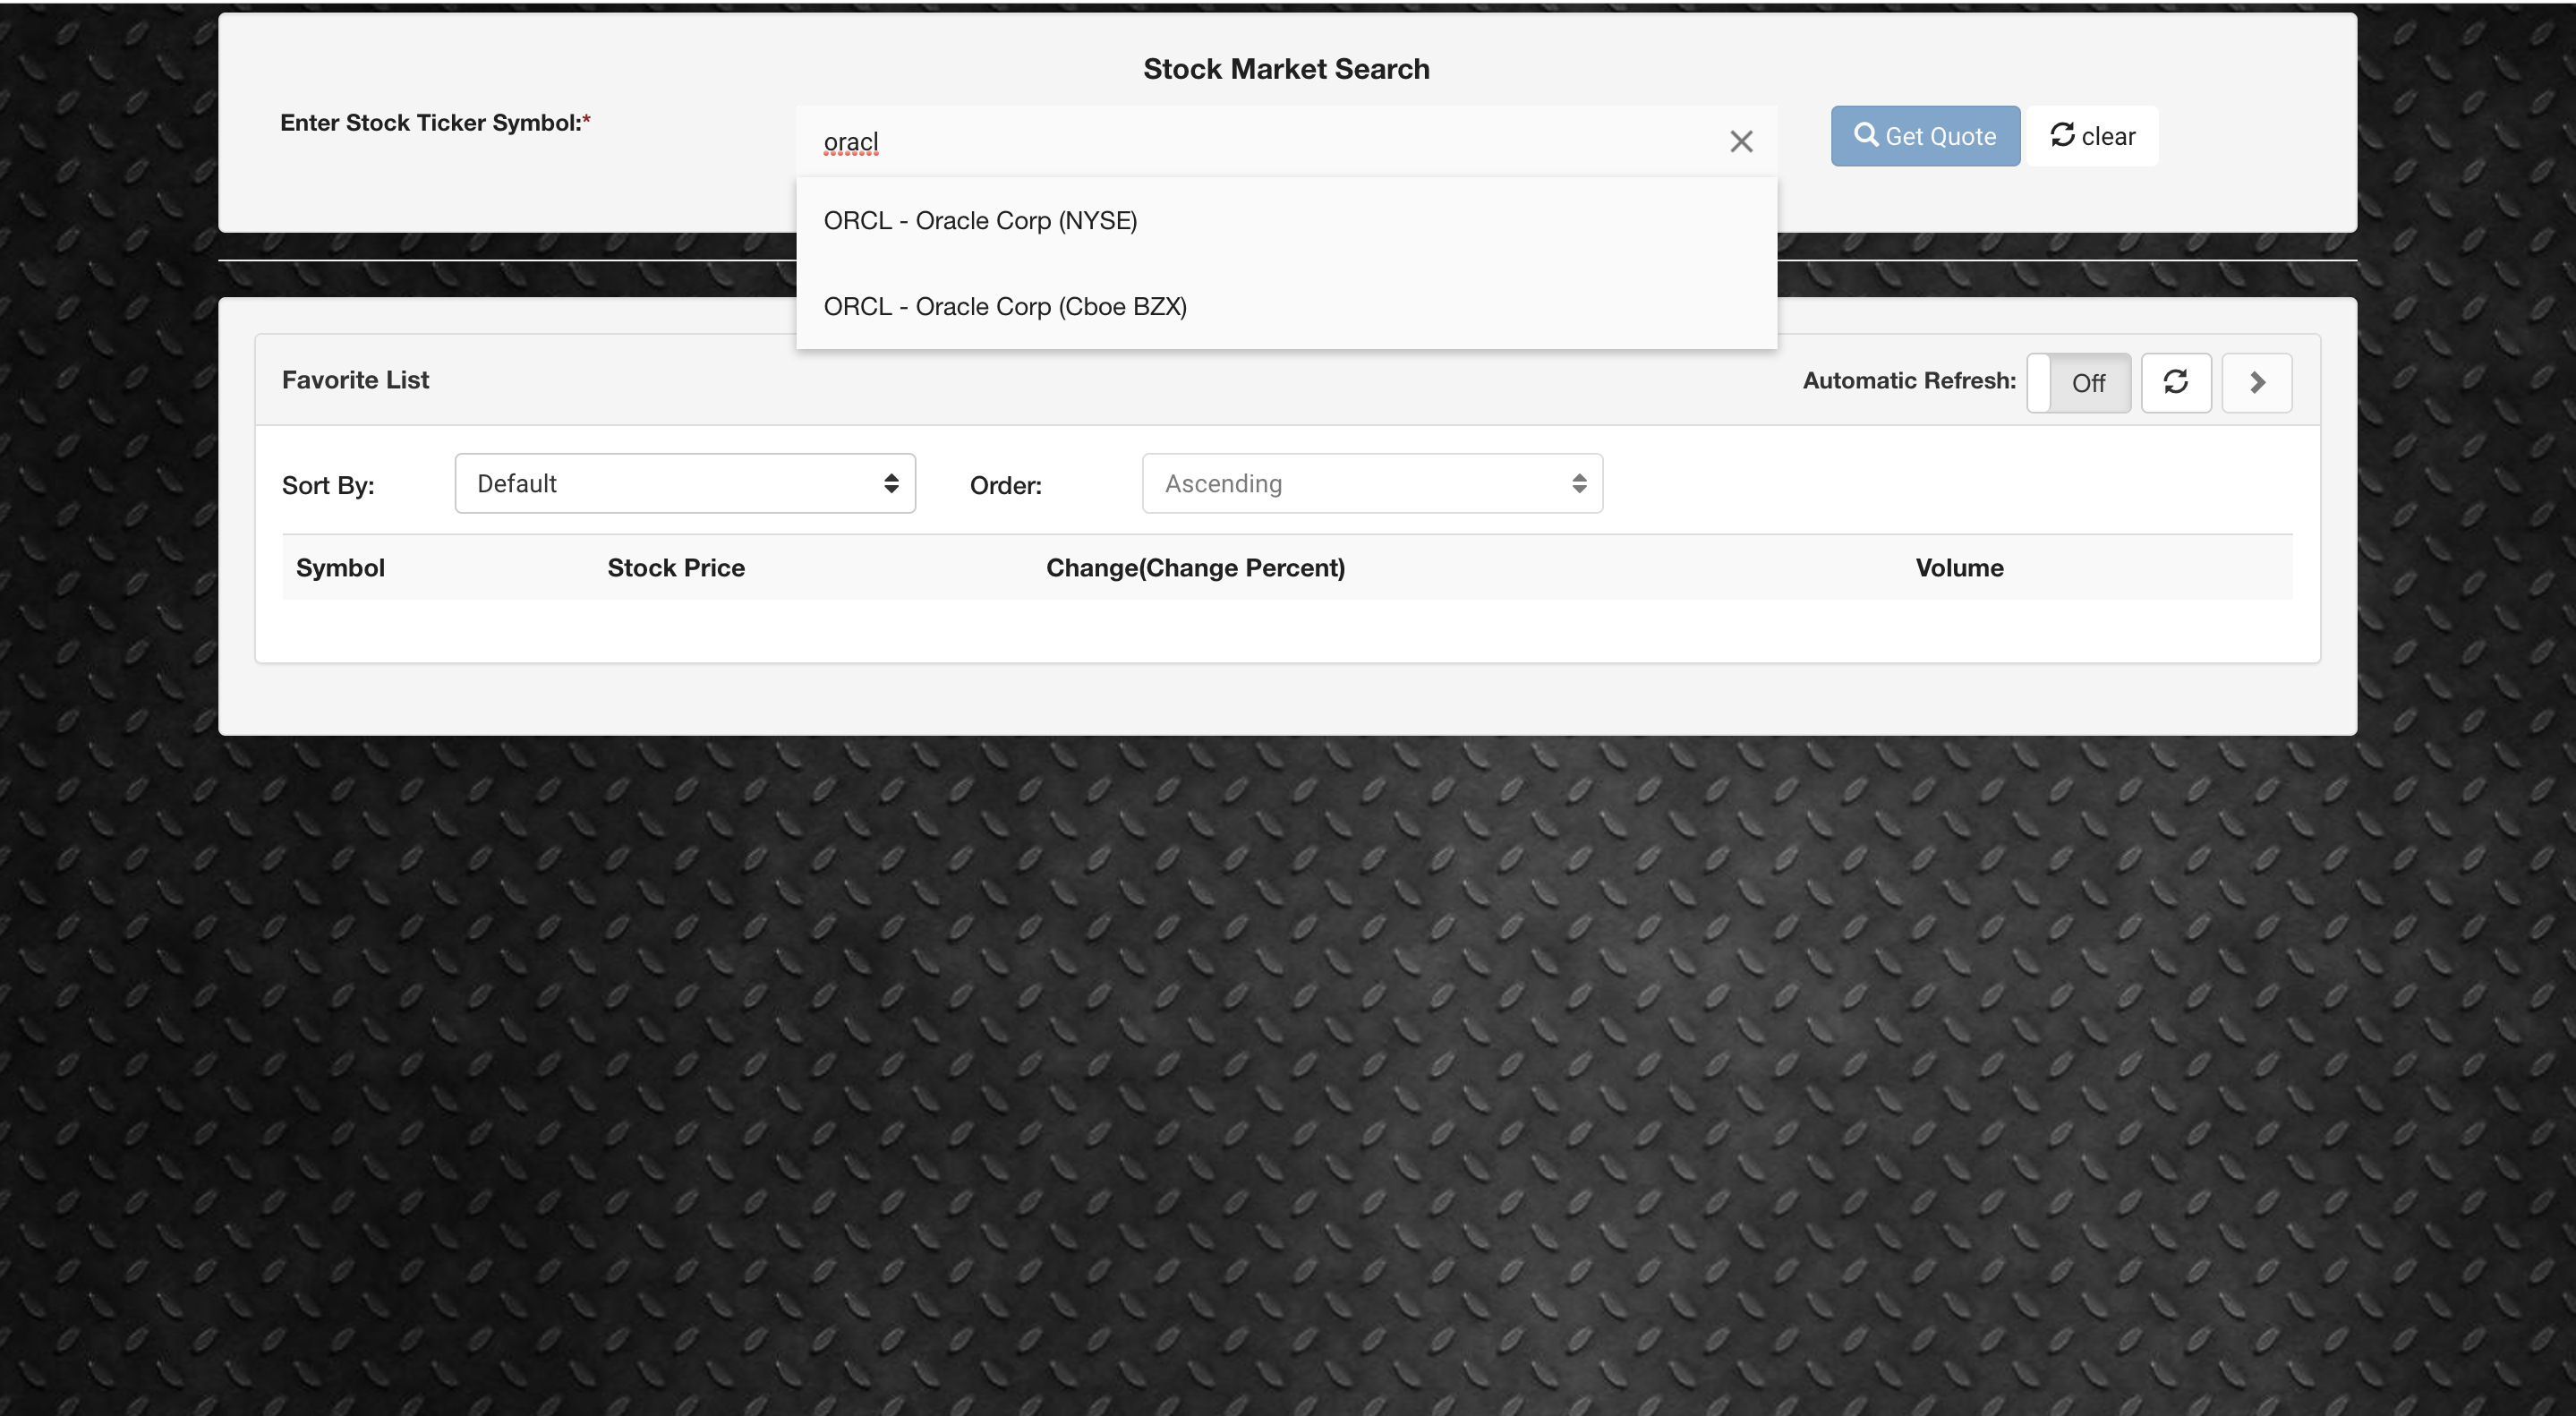 Stock Market Search
Enter Stock Ticker Symbol:*
oracl
Get Quote
clear
ORCL - Oracle Corp (NYSE)
ORCL - Oracle Corp (Cboe BZX)
Favorite List
Automatic Refresh:
Off
Sort By:
Default
Order:
Ascending
Symbol Stock Price Change(Change Percent) Volume